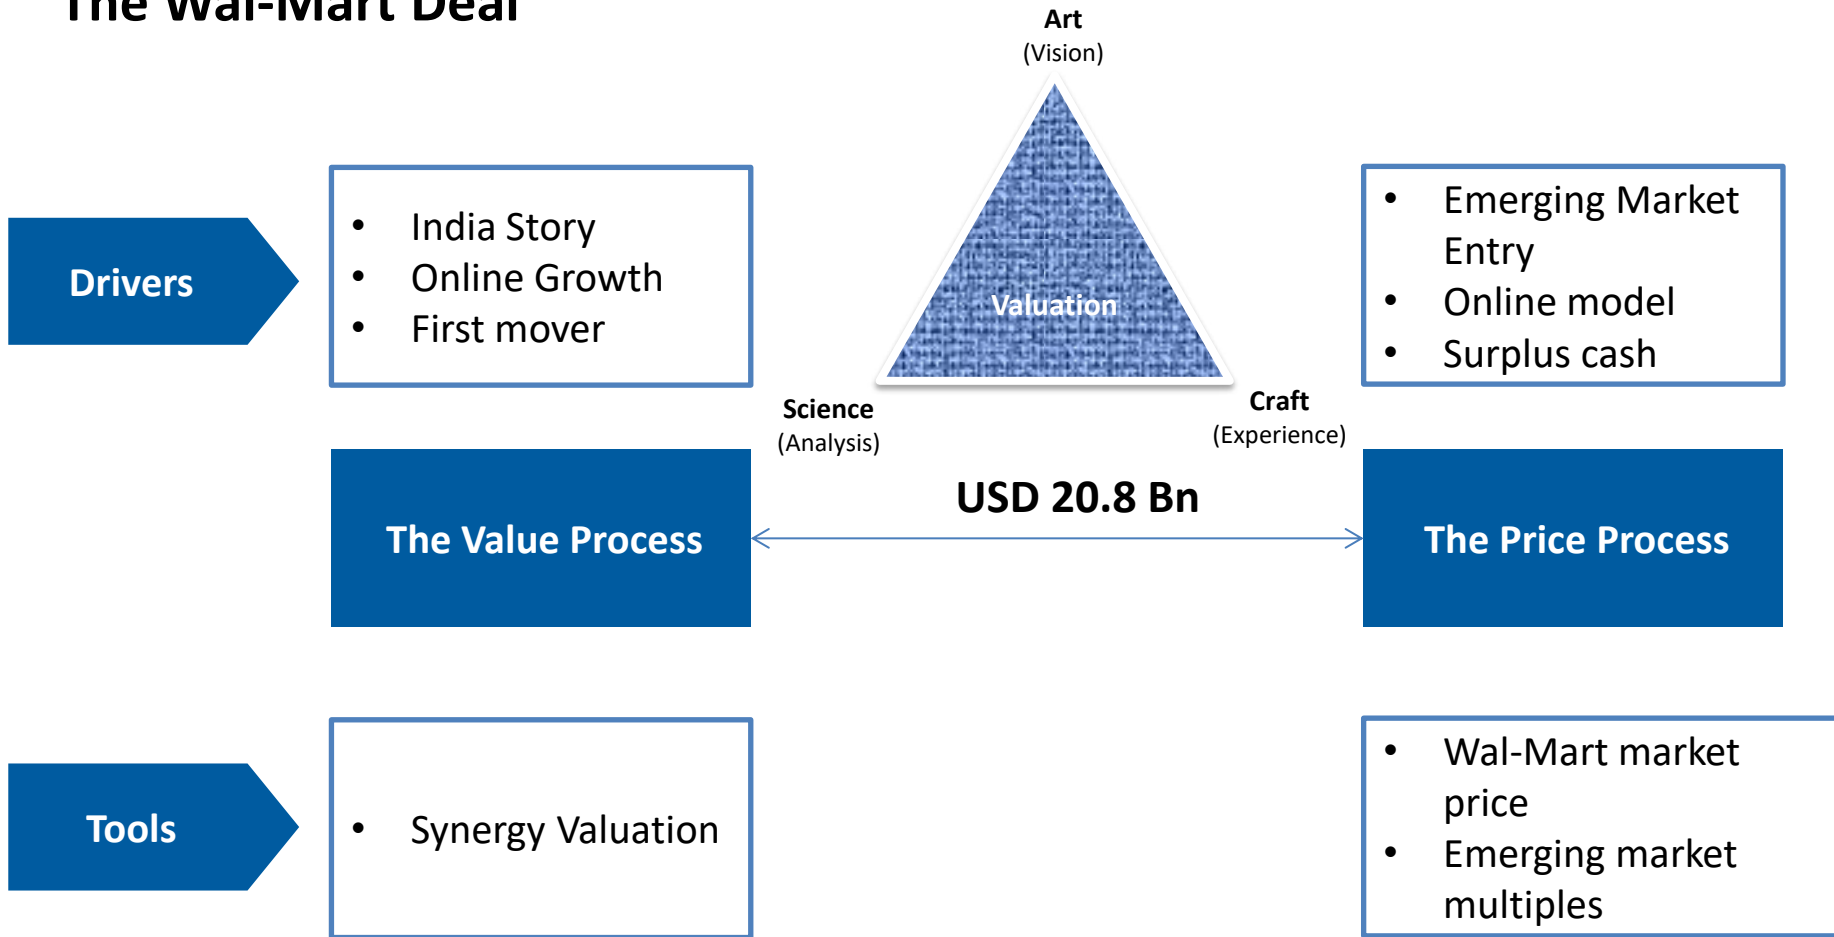 The Wal-Mart Deal
Art
(Vision)
Drivers
• India Story
• Online Growth
• First mover
Valuation
• Emerging Market
Entry
• Online model
• Surplus cash
Science
(Analysis)
Craft
(Experience)
The Value Process
USD 20.8 Bn
The Price Process
Tools
• Synergy Valuation
• Wal-Mart market
price
• Emerging market
multiples